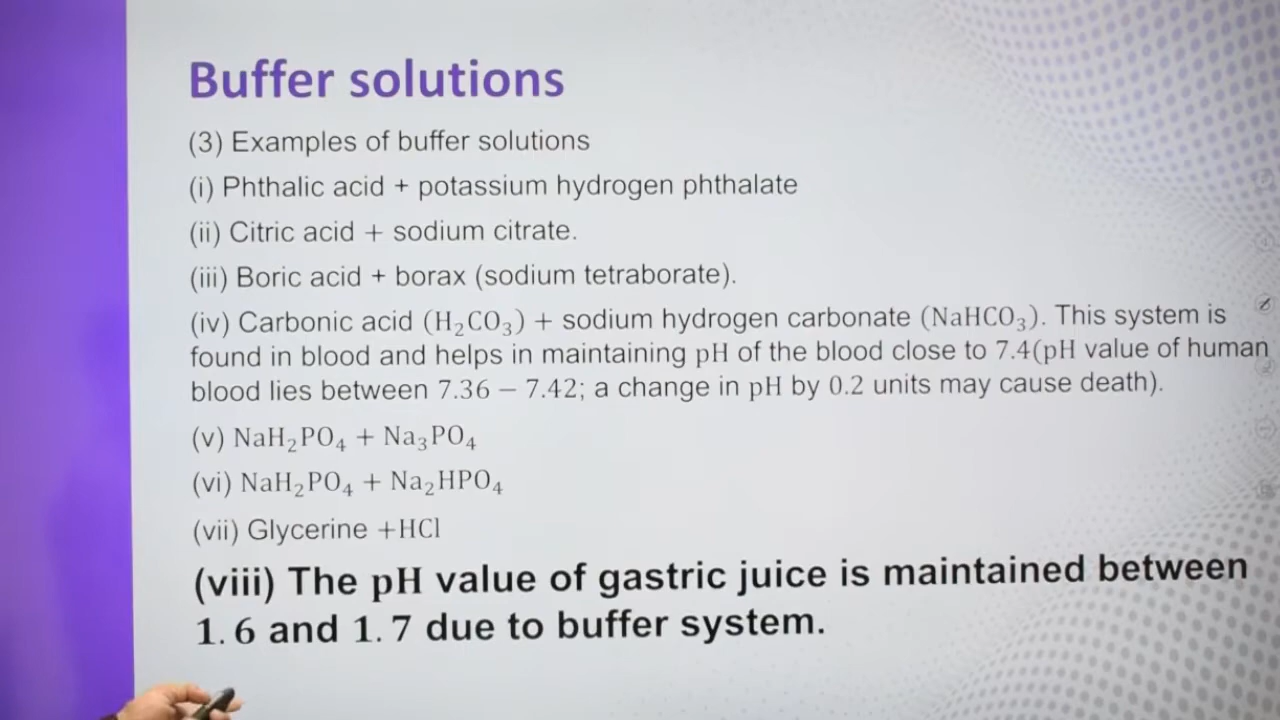 Buffer solutions
(3) Examples of buffer solutions
(i) Phthalic acid + potassium hydrogen phthalate
(ii) Citric acid + sodium citrate.
(iii) Boric acid + borax (sodium tetraborate).
(iv) Carbonic acid (H₂CO₃) + sodium hydrogen carbonate (NaHCO₃). This system is
found in blood and helps in maintaining pH of the blood close to 7.4(pH value of human
blood lies between 7.36 – 7.42; a change in pH by 0.2 units may cause death).
(v) NaH₂PO₄ + Na₃PO₄
(vi) NaH₂PO₄ + Na₂HPO₄
(vii) Glycerine +HCl
(viii) The pH value of gastric juice is maintained between
1.6 and 1.7 due to buffer system.